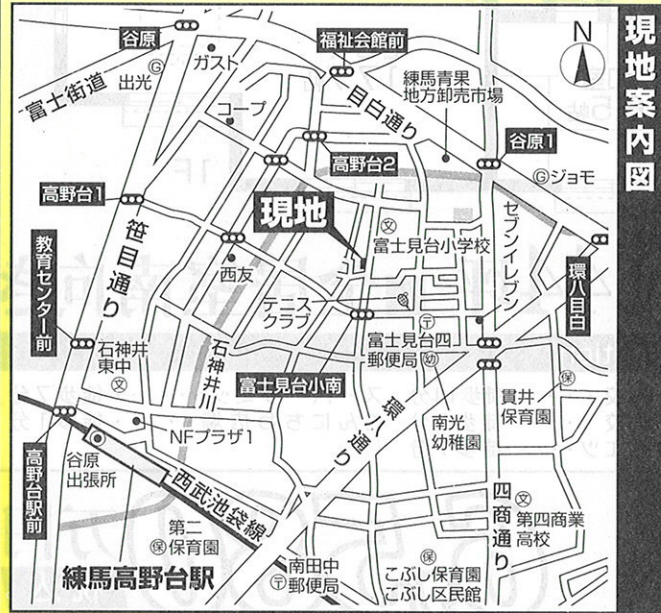 現地案内図
谷原
ガスト
福祉会館前
N
Ⓖ
出光
富士街道
コープ
目白通り
練馬青果
地方卸売市場
高野台2
谷原1
Ⓖジョモ
高野台1
現地
文
富士見台小学校
セブンイレブン
笹目通り
西友
教育センター前
テニス
クラブ
環八目白
〒
石神井
東中
文
石神井川
富士見台四
郵便局
幼
富士見台小南
保
貫井
保育園
環八通り
南光
幼稚園
NFプラザ1
高野台駅前
谷原
出張所
西武池袋線
四商通り
文
第四商業
高校
第二
保 保育園
練馬高野台駅
南田中
〒郵便局
保
こぶし保育園
こぶし区民館